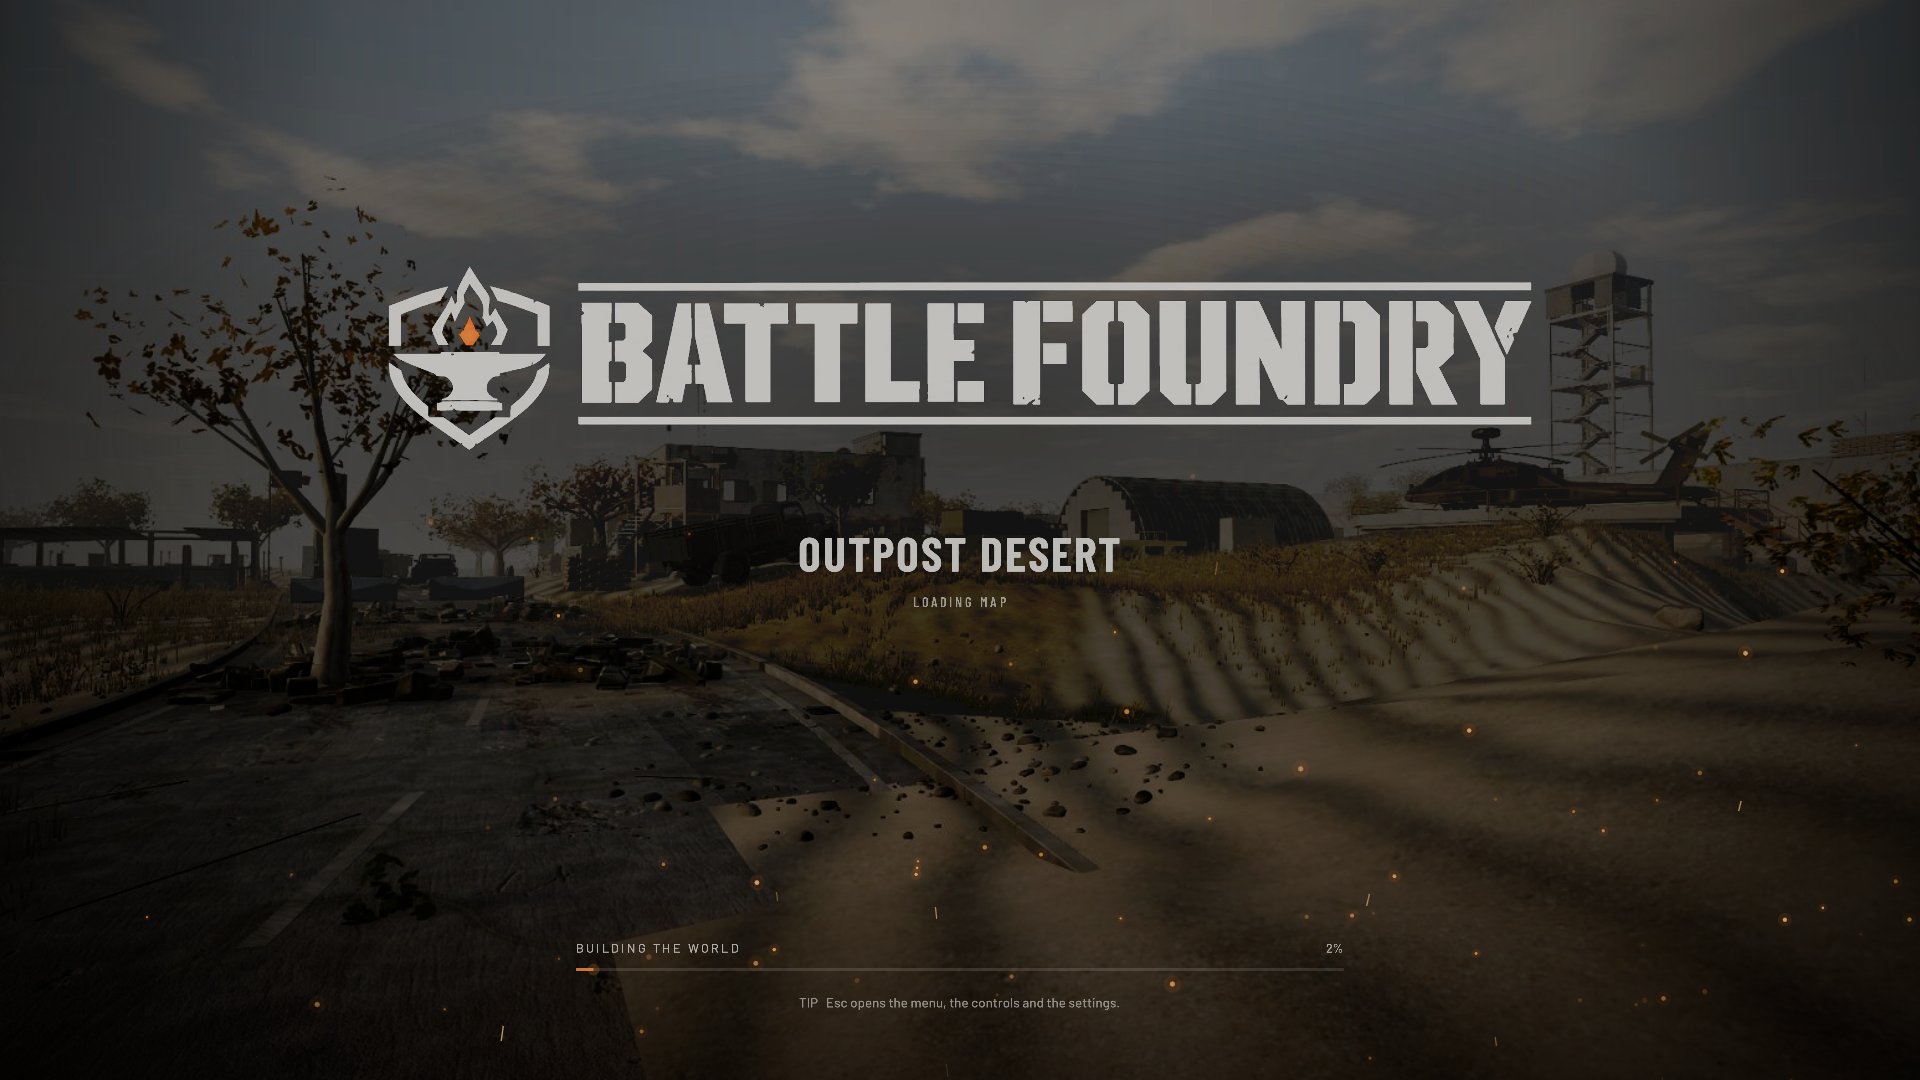 BATTLE FOUNDRY
OUTPOST DESERT
LOADING MAP
BUILDING THE WORLD 2%
TIP Esc opens the menu, the controls and the settings.